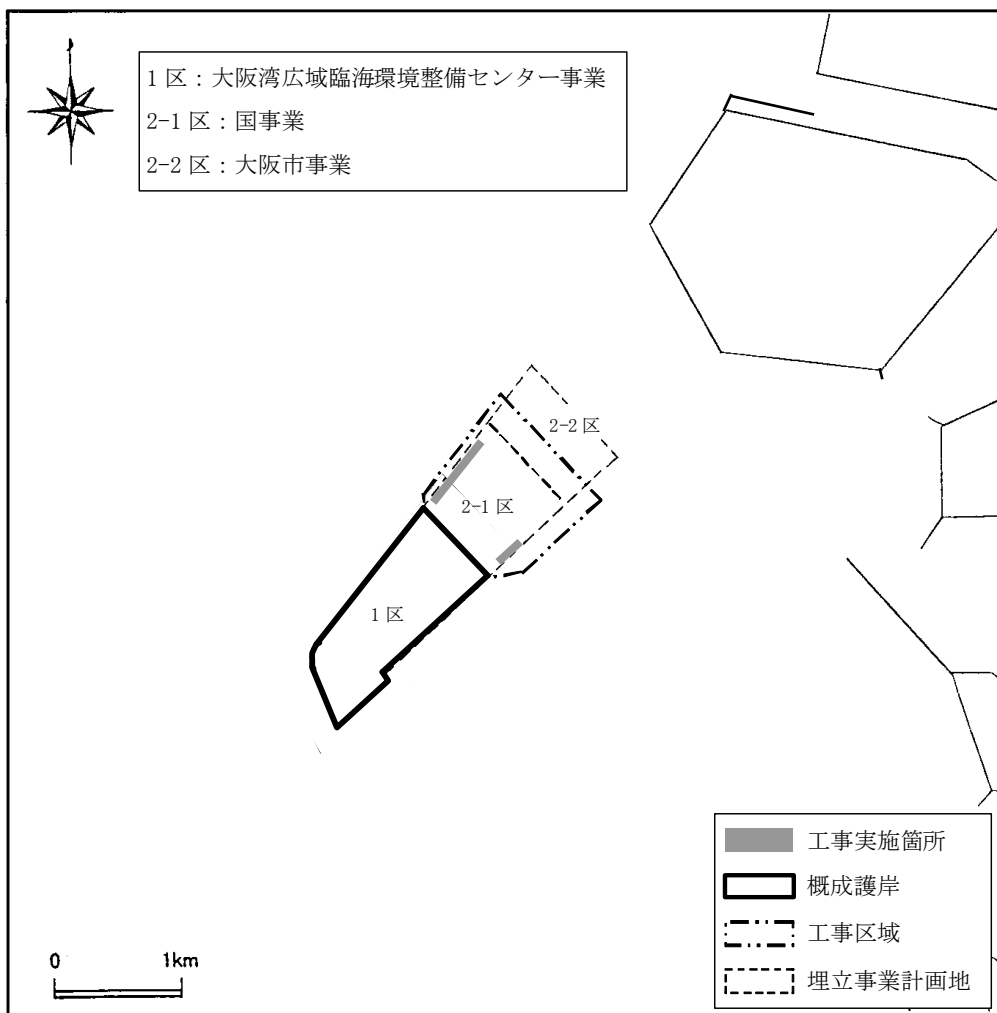 1区：大阪湾広域臨海環境整備センター事業
2-1区：国事業
2-2区：大阪市事業
2-2区
2-1区
1区
工事実施箇所
概成護岸
工事区域
埋立事業計画地
0 1km